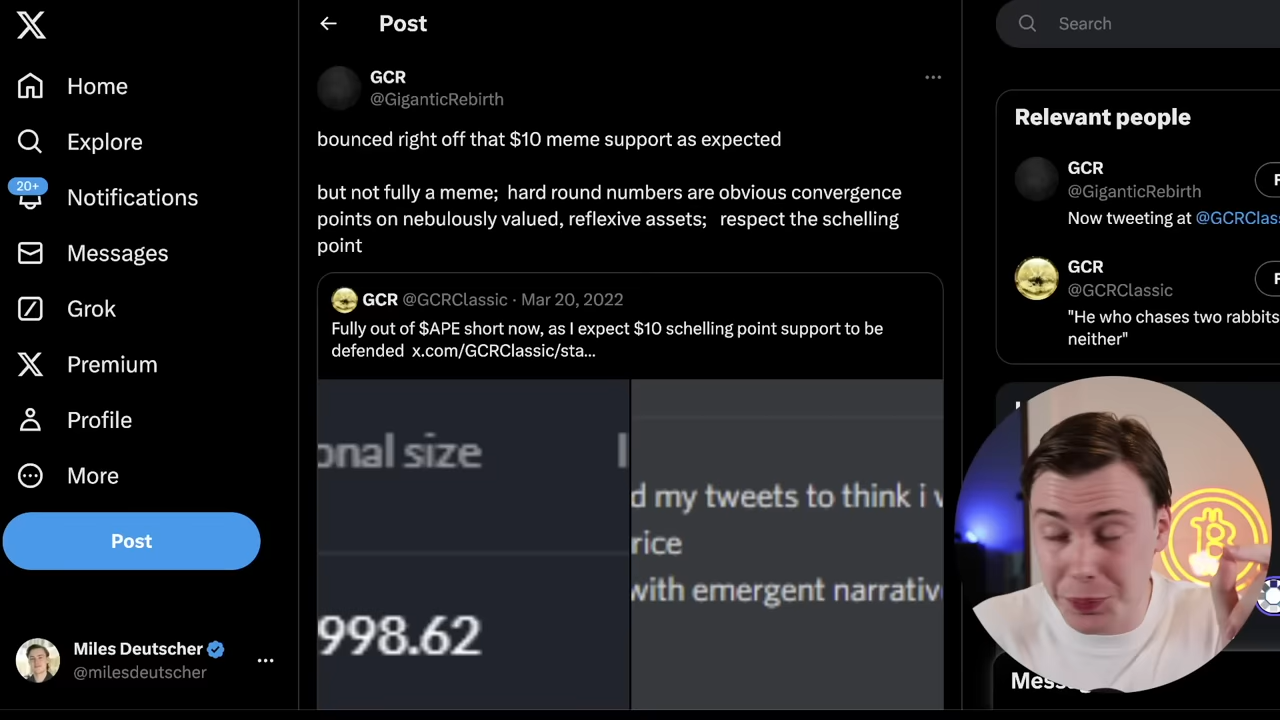 Home
Explore
20+
Notifications
Messages
Grok
Premium
Profile
More
Post
Miles Deutscher
@milesdeutscher
Post
GCR
@GiganticRebirth
bounced right off that $10 meme support as expected
but not fully a meme;  hard round numbers are obvious convergence
points on nebulously valued, reflexive assets;   respect the schelling
point
GCR @GCRClassic · Mar 20, 2022
Fully out of $APE short now, as I expect $10 schelling point support to be
defended  x.com/GCRClassic/sta...
onal size
998.62
d my tweets to think i
rice
with emergent narrativ
Search
Relevant people
GCR
@GiganticRebirth
Now tweeting at @GCRClas
GCR
@GCRClassic
"He who chases two rabbits
neither"